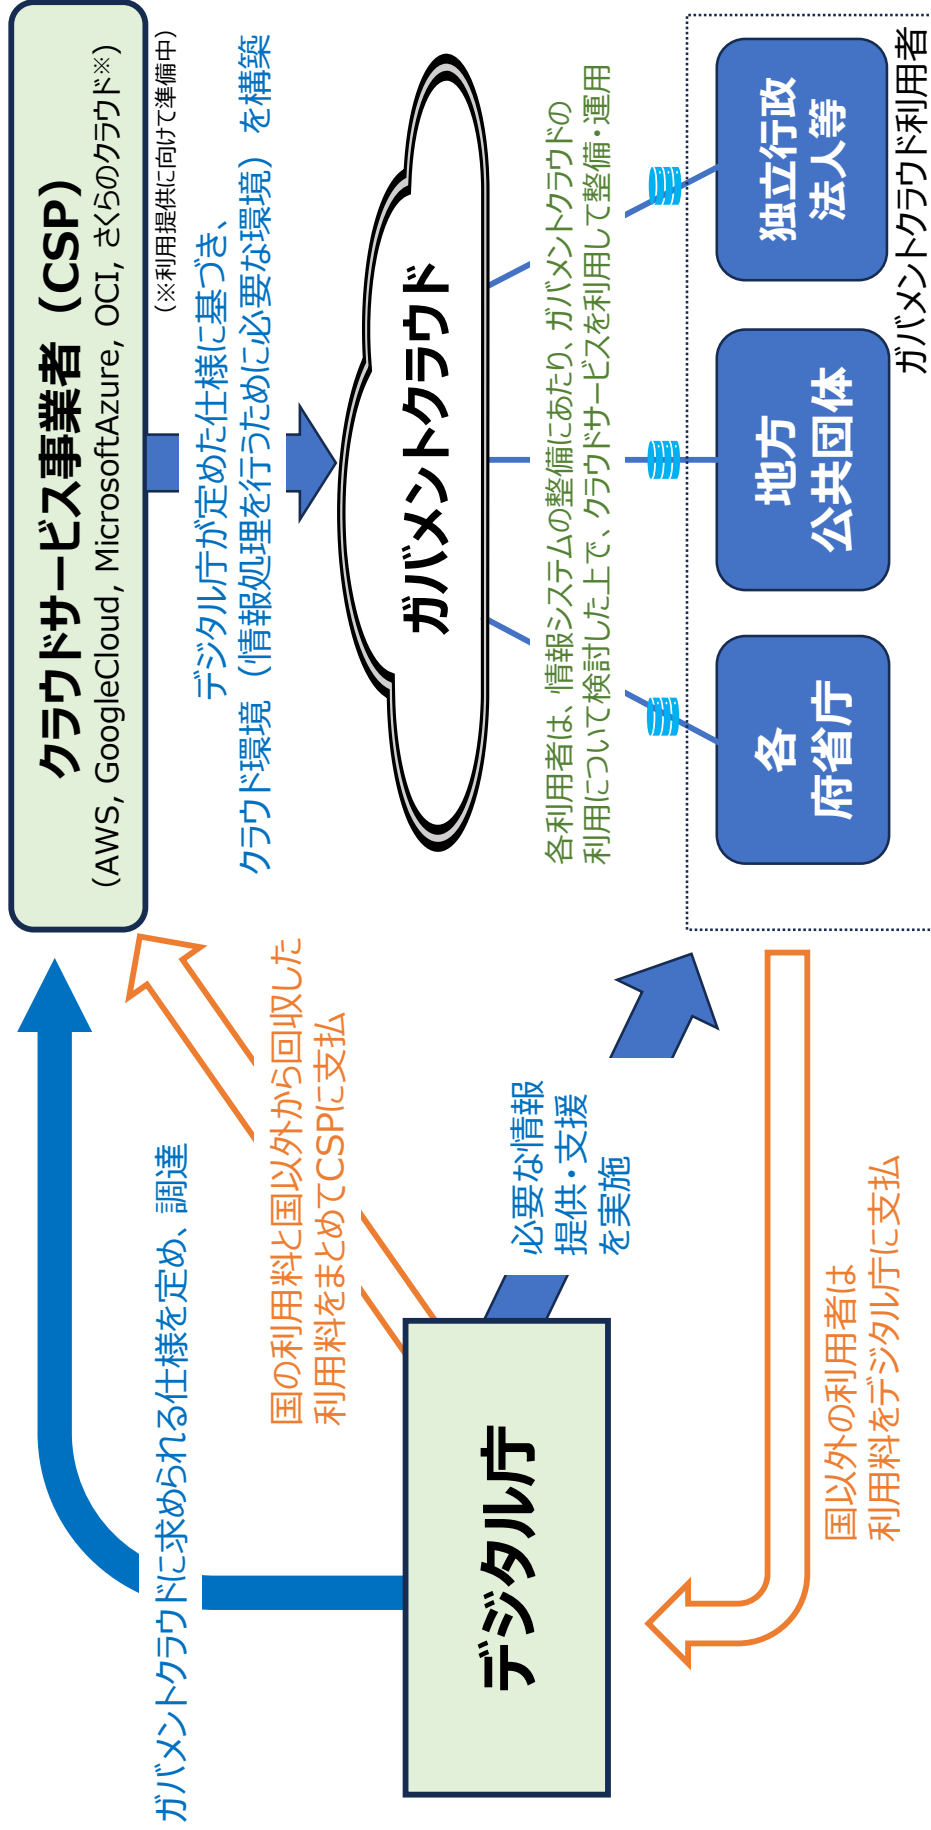 クラウドサービス事業者（CSP）
(AWS, GoogleCloud, MicrosoftAzure, OCI, さくらのクラウド※)
(※利用提供に向けて準備中)
ガバメントクラウドに求められる仕様を定め、調達
デジタル庁が定めた仕様に基づき、
クラウド環境（情報処理を行うために必要な環境）を構築
国の利用料と国以外から回収した
利用料をまとめてCSPに支払
ガバメントクラウド
デジタル庁
必要な情報
提供・支援
を実施
各利用者は、情報システムの整備にあたり、ガバメントクラウドの
利用について検討した上で、クラウドサービスを利用して整備・運用
各
府省庁
地方
公共団体
独立行政
法人等
国以外の利用者は
利用料をデジタル庁に支払
ガバメントクラウド利用者